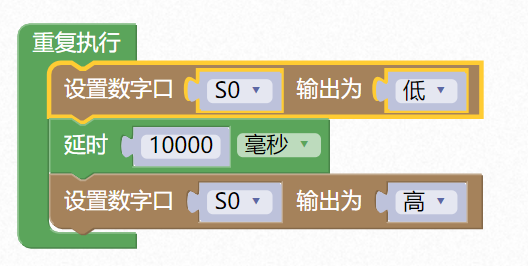 重复执行
设置数字口 S0 输出为 低
延时 10000 毫秒
设置数字口 S0 输出为 高